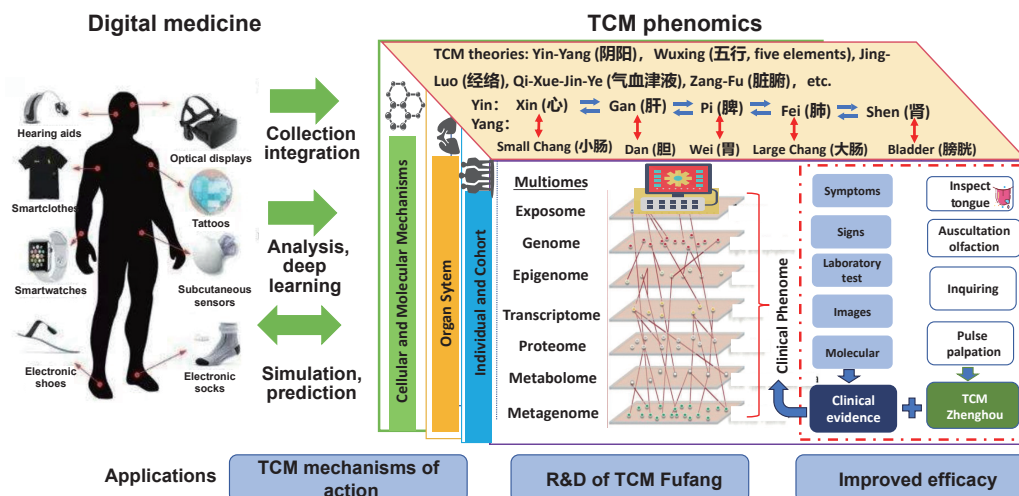 Digital medicine
TCM phenomics
Hearing aids
Optical displays
Smartclothes
Tattoos
Smartwatches
Subcutaneous
sensors
Electronic
shoes
Electronic
socks
Collection
integration
Analysis,
deep
learning
Simulation,
prediction
TCM theories: Yin-Yang (阴阳), Wuxing (五行, five elements), Jing-
Luo (经络), Qi-Xue-Jin-Ye (气血津液), Zang-Fu (脏腑), etc.
Yin: Xin (心) Gan (肝) Pi (脾) Fei (肺) Shen (肾)
Yang:
Small Chang (小肠) Dan (胆) Wei (胃) Large Chang (大肠) Bladder (膀胱)
Cellular and Molecular Mechanisms
Organ Sytem
Individual and Cohort
Multiomes
Exposome
Genome
Epigenome
Transcriptome
Proteome
Metabolome
Metagenome
Clinical Phenome
Symptoms
Signs
Laboratory
test
Images
Molecular
Clinical
evidence
Inspect
tongue
Auscultation
olfaction
Inquiring
Pulse
palpation
TCM
Zhenghou
Applications
TCM mechanisms of
action
R&D of TCM Fufang
Improved efficacy